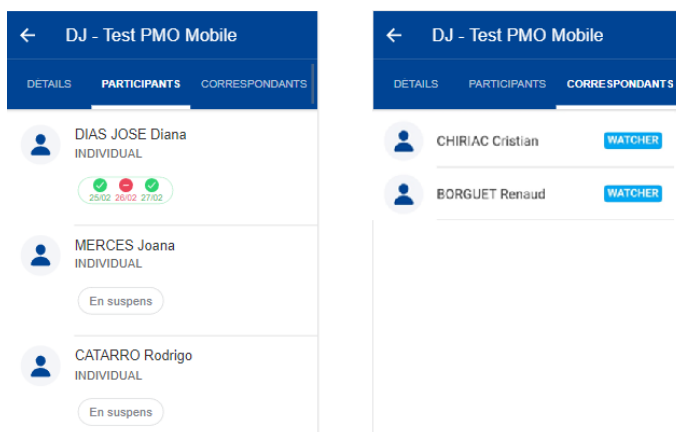 DJ - Test PMO Mobile
DÉTAILS PARTICIPANTS CORRESPONDANTS
DIAS JOSE Diana
INDIVIDUAL
25/02 26/02 27/02
MERCES Joana
INDIVIDUAL
En suspens
CATARRO Rodrigo
INDIVIDUAL
En suspens
DJ - Test PMO Mobile
DÉTAILS PARTICIPANTS CORRESPONDANTS
CHIRIAC Cristian WATCHER
BORGUET Renaud WATCHER